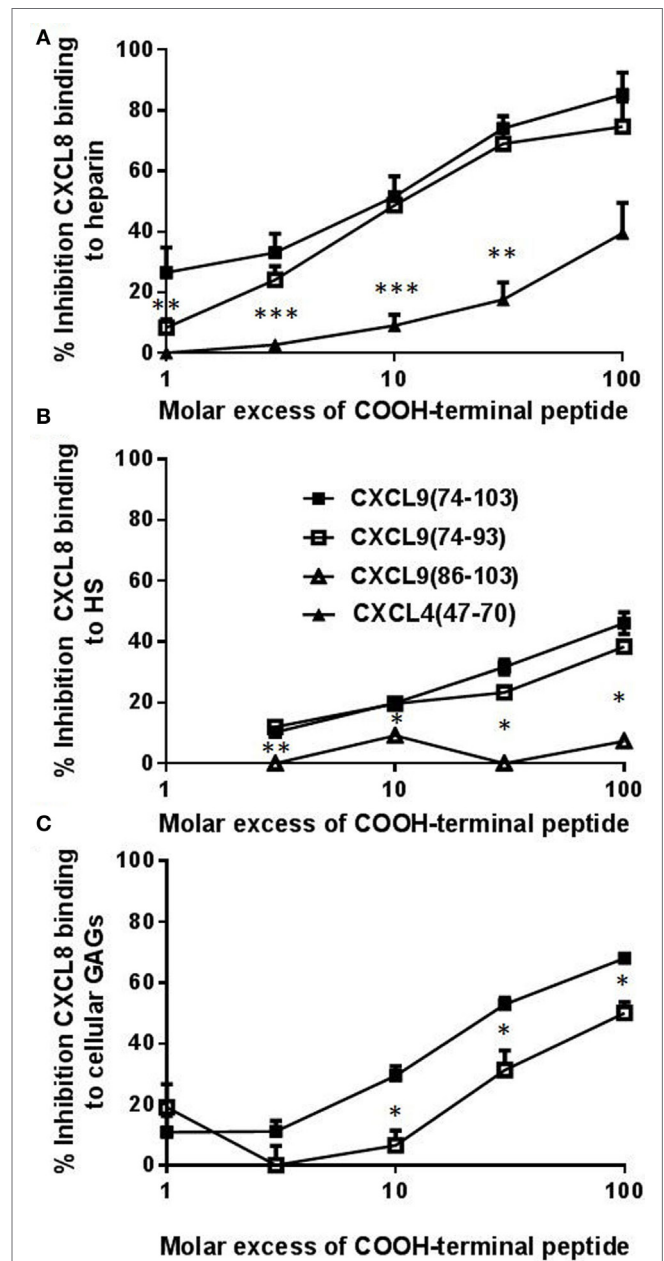 A
% Inhibition CXCL8 binding
to heparin
100
80
60
40
20
0
**
***
***
**
1
10
100
Molar excess of COOH-terminal peptide
B
% Inhibition CXCL8 binding
to HS
100
80
60
40
20
0
CXCL9(74-103)
CXCL9(74-93)
CXCL9(86-103)
CXCL4(47-70)
**
*
*
*
1
10
100
Molar excess of COOH-terminal peptide
C
% Inhibition CXCL8 binding
to cellular GAGs
100
80
60
40
20
0
*
*
*
1
10
100
Molar excess of COOH-terminal peptide